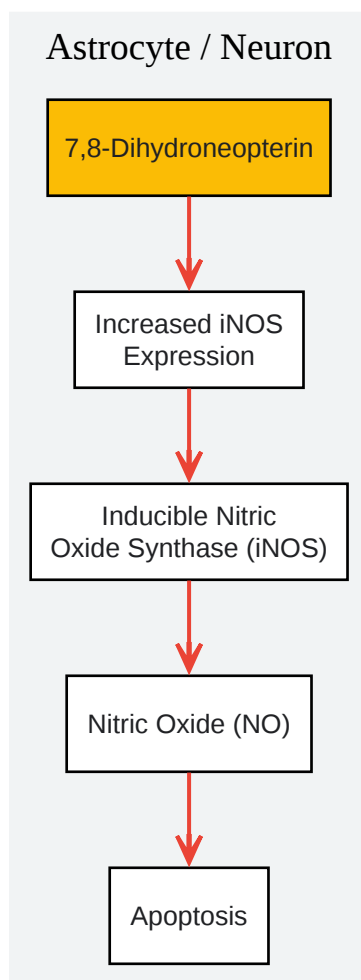 Astrocyte / Neuron
7,8-Dihydroneopterin
Increased iNOS
Expression
Inducible Nitric
Oxide Synthase (iNOS)
Nitric Oxide (NO)
Apoptosis